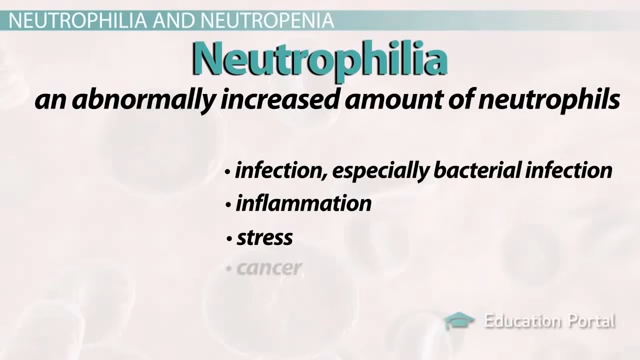 NEUTROPHILIA AND NEUTROPENIA
Neutrophilia
an abnormally increased amount of neutrophils
• infection, especially bacterial infection
• inflammation
• stress
• cancer
Education Portal